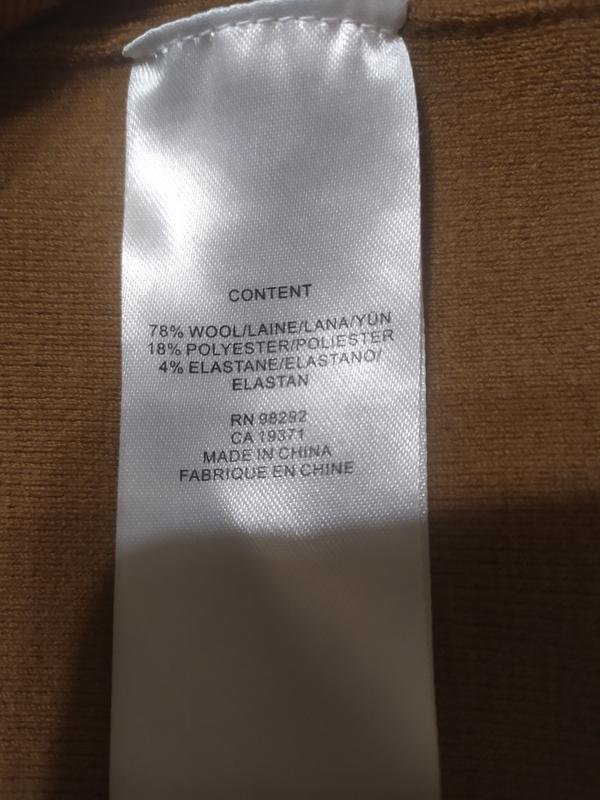 CONTENT
78% WOOL/LAINE/LANA/YÜN
18% POLYESTER/POLIESTER
4% ELASTANE/ELASTANO/
ELASTAN
RN 98292
CA 19371
MADE IN CHINA
FABRIQUE EN CHINE